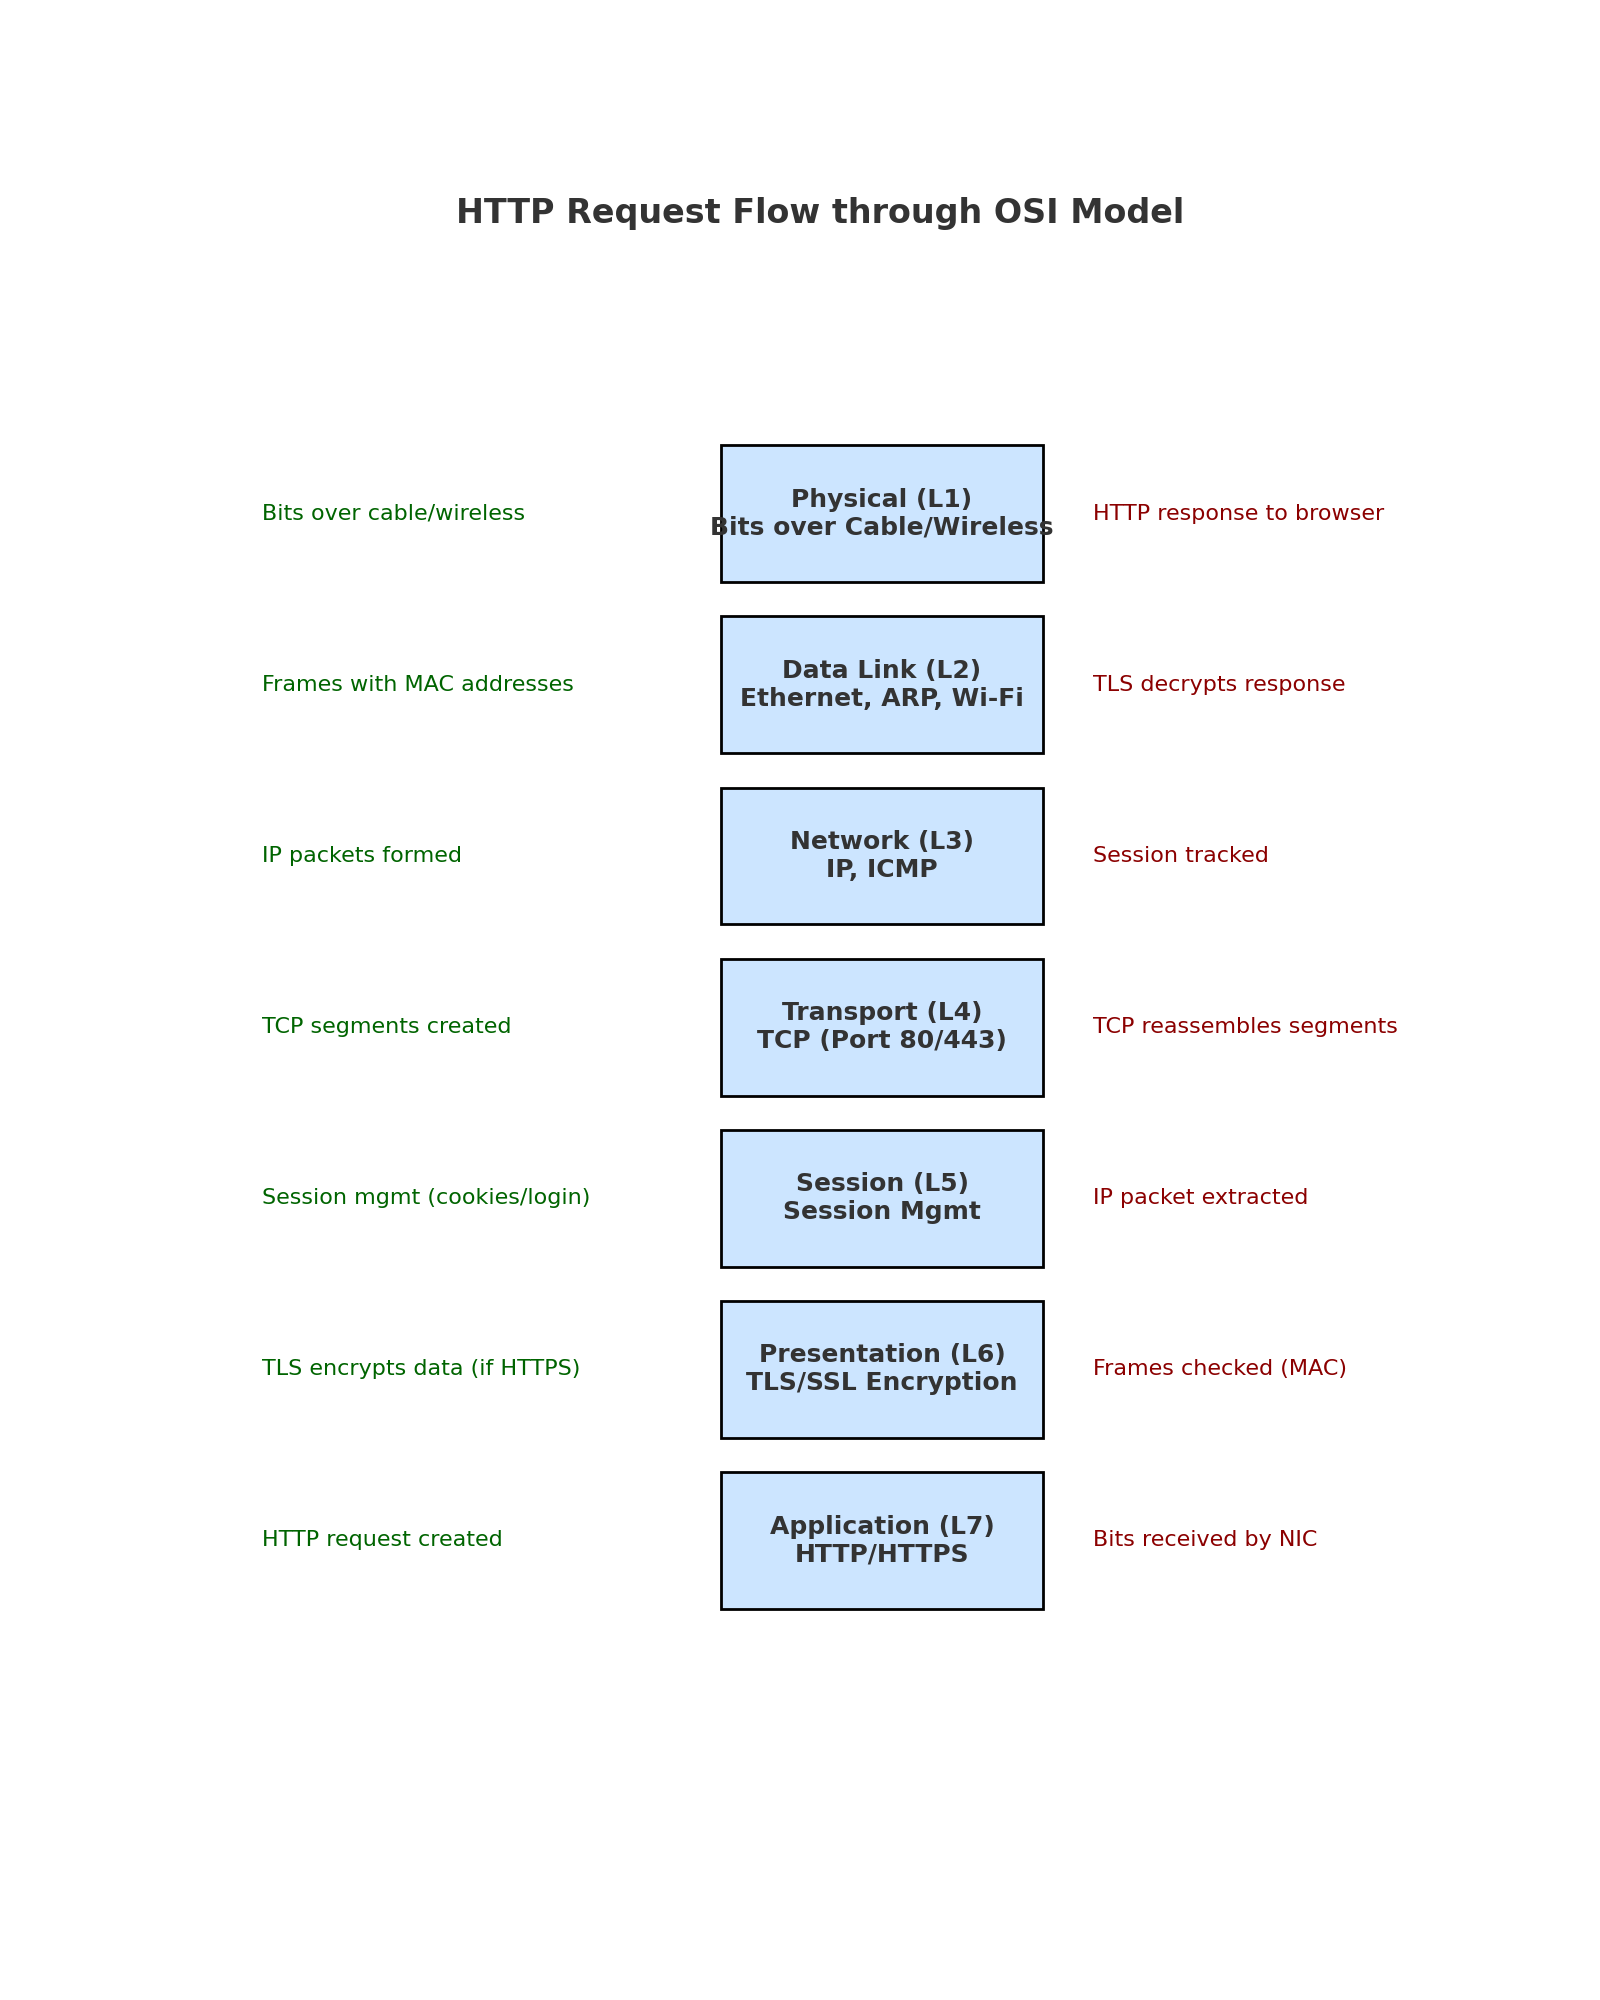 HTTP Request Flow through OSI Model
Bits over cable/wireless
Physical (L1)
Bits over Cable/Wireless
HTTP response to browser
Frames with MAC addresses
Data Link (L2)
Ethernet, ARP, Wi-Fi
TLS decrypts response
IP packets formed
Network (L3)
IP, ICMP
Session tracked
TCP segments created
Transport (L4)
TCP (Port 80/443)
TCP reassembles segments
Session mgmt (cookies/login)
Session (L5)
Session Mgmt
IP packet extracted
TLS encrypts data (if HTTPS)
Presentation (L6)
TLS/SSL Encryption
Frames checked (MAC)
HTTP request created
Application (L7)
HTTP/HTTPS
Bits received by NIC